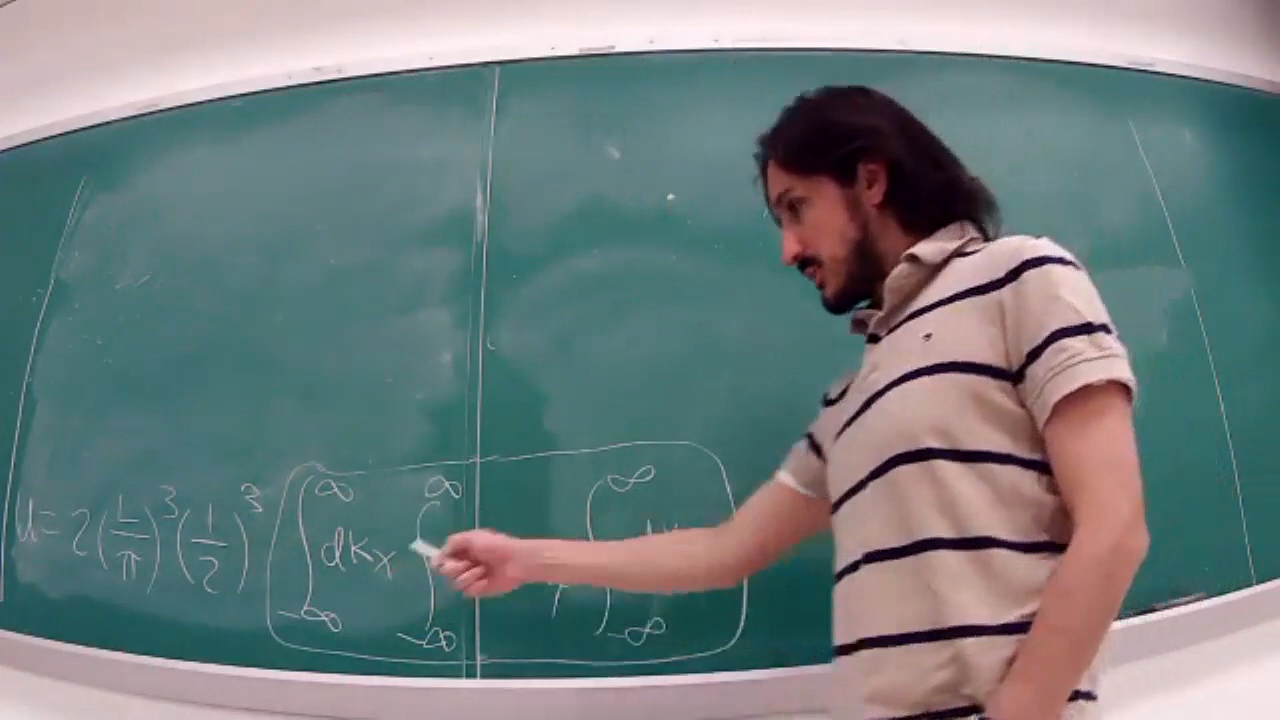 U = 2 (L/π)³ (1/2)³ ∫_{-∞}^{∞} dk_x ∫_{-∞}^{∞} ∫_{-∞}^{∞}